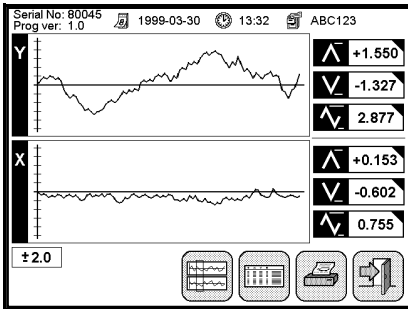 Serial No: 80045
Prog ver: 1.0
1999-03-30
13:32
ABC123
Y
+1.550
-1.327
2.877
X
+0.153
-0.602
0.755
±2.0